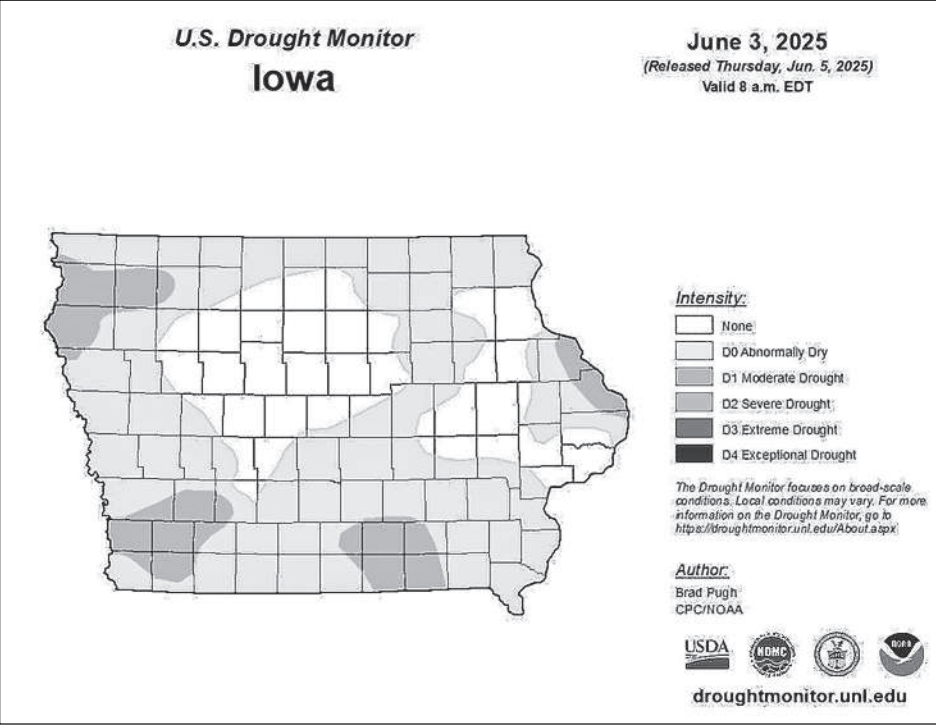 U.S. Drought Monitor
Iowa
June 3, 2025
(Released Thursday, Jun. 5, 2025)
Valid 8 a.m. EDT
Intensity:
None
D0 Abnormally Dry
D1 Moderate Drought
D2 Severe Drought
D3 Extreme Drought
D4 Exceptional Drought
The Drought Monitor focuses on broad-scale
conditions. Local conditions may vary. For more
information on the Drought Monitor, go to
https://droughtmonitor.unl.edu/About.aspx
Author:
Brad Pugh
CPC/NOAA
USDA
NDMC
NOAA
droughtmonitor.unl.edu